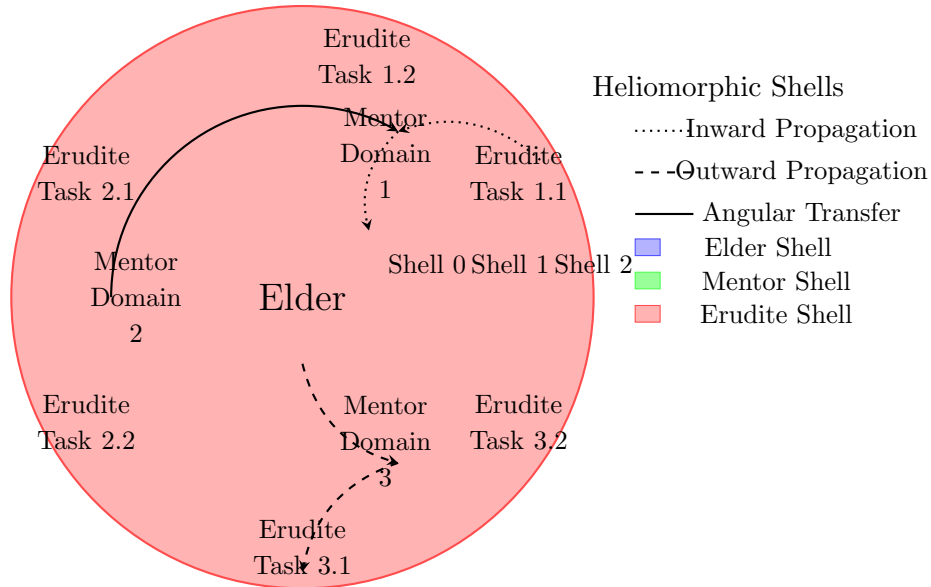 Erudite
Task 1.2
Mentor
Domain
1
Erudite
Task 2.1
Erudite
Task 1.1
Shell 0 Shell 1 Shell 2
Mentor
Domain
2
Elder
Erudite
Task 2.2
Mentor
Domain
3
Erudite
Task 3.2
Erudite
Task 3.1
Heliomorphic Shells
Inward Propagation
Outward Propagation
Angular Transfer
Elder Shell
Mentor Shell
Erudite Shell